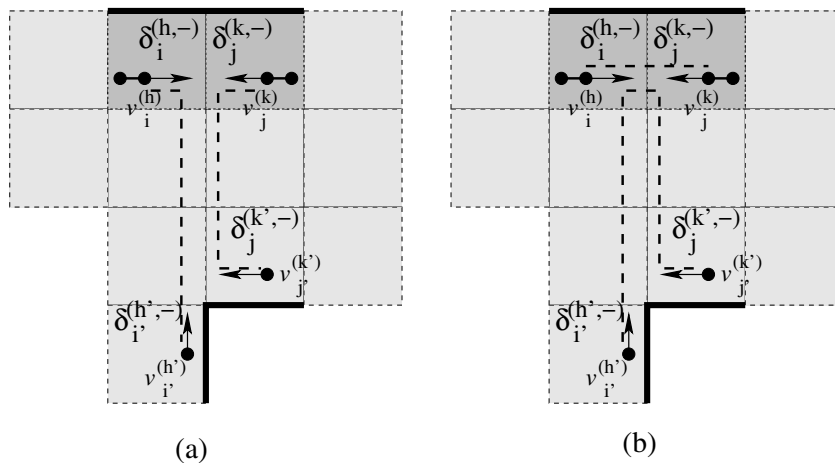 δ_i^(h,−) δ_j^(k,−)
v_i^(h) v_j^(k)
δ_j^(k',−)
v_j'^(k')
δ_i'^(h',−)
v_i'^(h')
(a)
δ_i^(h,−) δ_j^(k,−)
v_i^(h) v_j^(k)
δ_j^(k',−)
v_j'^(k')
δ_i'^(h',−)
v_i'^(h')
(b)